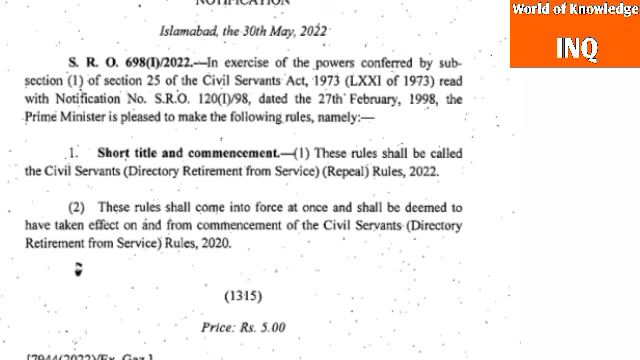 NOTIFICATION
Islamabad, the 30th May, 2022
S. R. O. 698(I)/2022.—In exercise of the powers conferred by sub-
section (1) of section 25 of the Civil Servants Act, 1973 (LXXI of 1973) read
with Notification No. S.R.O. 120(I)/98, dated the 27th February, 1998, the
Prime Minister is pleased to make the following rules, namely:—
1. Short title and commencement.—(1) These rules shall be called
the Civil Servants (Directory Retirement from Service) (Repeal) Rules, 2022.
(2) These rules shall come into force at once and shall be deemed to
have taken effect on and from commencement of the Civil Servants (Directory
Retirement from Service) Rules, 2020.
(1315)
Price: Rs. 5.00
[7944(2022)/Ex. Gaz.]
World of Knowledge
INQ